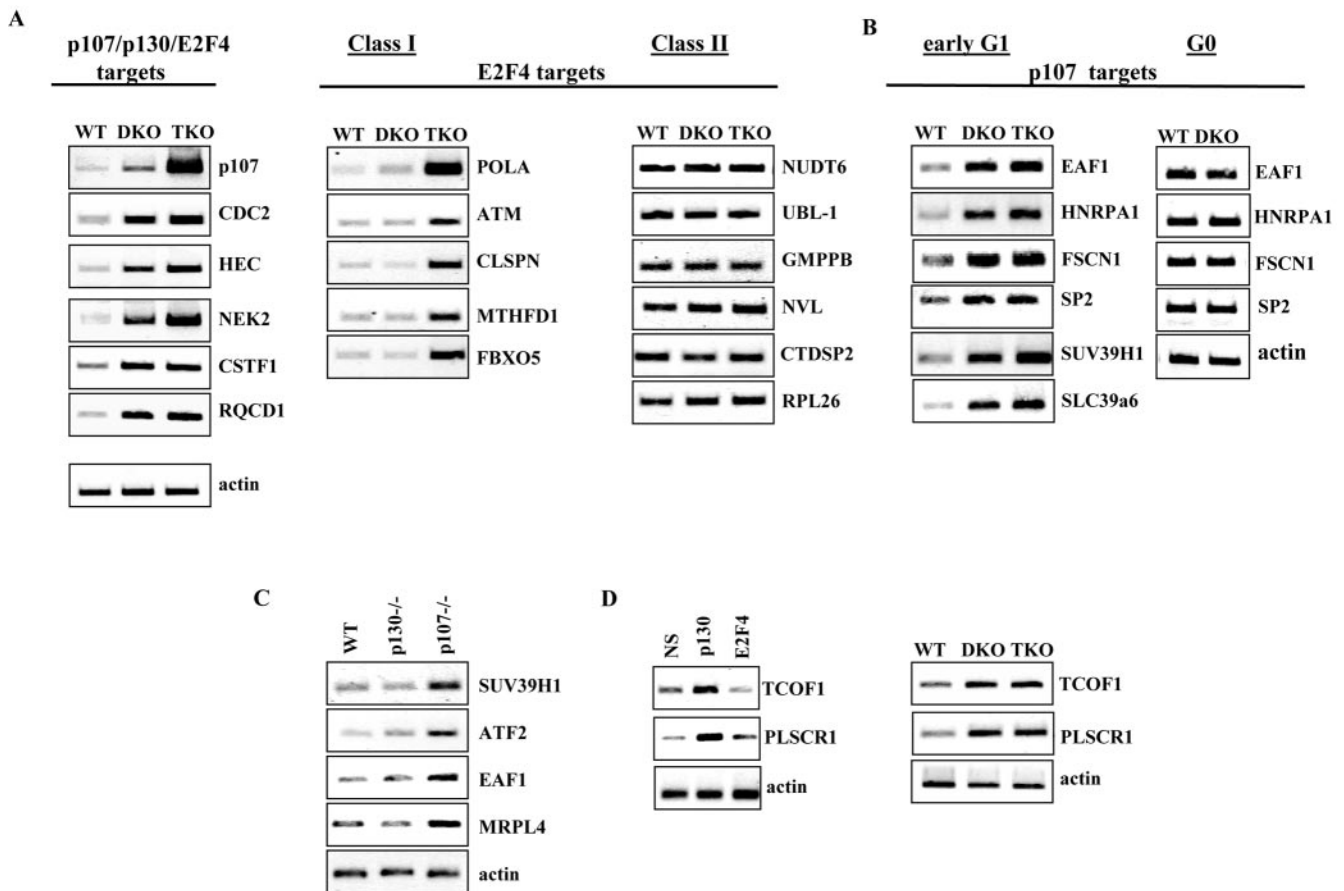 A
p107/p130/E2F4
targets
WT DKO TKO
p107
CDC2
HEC
NEK2
CSTF1
RQCD1
actin
Class I
Class II
E2F4 targets
WT DKO TKO
POLA
ATM
CLSPN
MTHFD1
FBXO5
WT DKO TKO
NUDT6
UBL-1
GMPPB
NVL
CTDSP2
RPL26
B
early G1
G0
p107 targets
WT DKO TKO
EAF1
HNRPA1
FSCN1
SP2
SUV39H1
SLC39a6
WT DKO
EAF1
HNRPA1
FSCN1
SP2
actin
C
WT
p130-/-
p107-/-
SUV39H1
ATF2
EAF1
MRPL4
actin
D
NS
p130
E2F4
TCOF1
PLSCR1
actin
WT DKO TKO
TCOF1
PLSCR1
actin